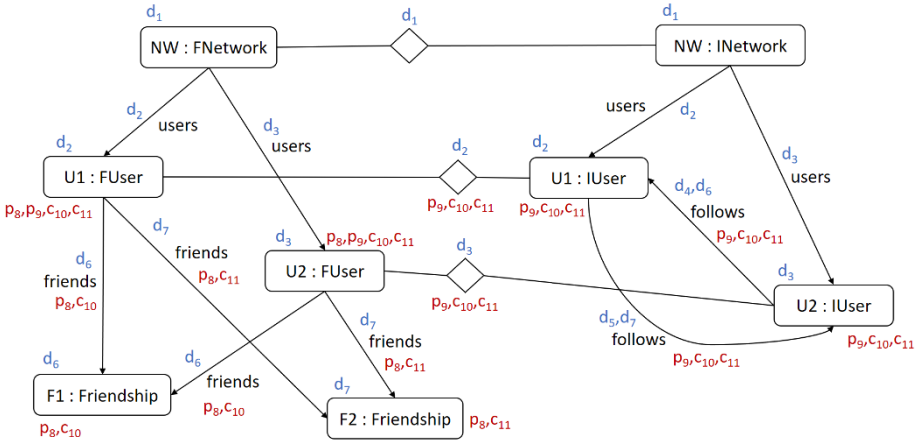 d₁
d₁
d₁
NW : FNetwork
NW : INetwork
d₂
users
d₃
users
users
d₂
d₃
users
d₂
d₂
d₂
U1 : FUser
U1 : IUser
p₈,p₉,c₁₀,c₁₁
p₉,c₁₀,c₁₁
p₉,c₁₀,c₁₁
d₄,d₆
follows
p₉,c₁₀,c₁₁
d₇
friends
p₈,c₁₁
d₃
p₈,p₉,c₁₀,c₁₁
U2 : FUser
d₃
p₉,c₁₀,c₁₁
d₃
U2 : IUser
p₉,c₁₀,c₁₁
d₆
friends
p₈,c₁₀
d₅,d₇
follows
p₉,c₁₀,c₁₁
d₇
friends
p₈,c₁₁
d₆
friends
p₈,c₁₀
d₆
F1 : Friendship
p₈,c₁₀
d₇
F2 : Friendship
p₈,c₁₁